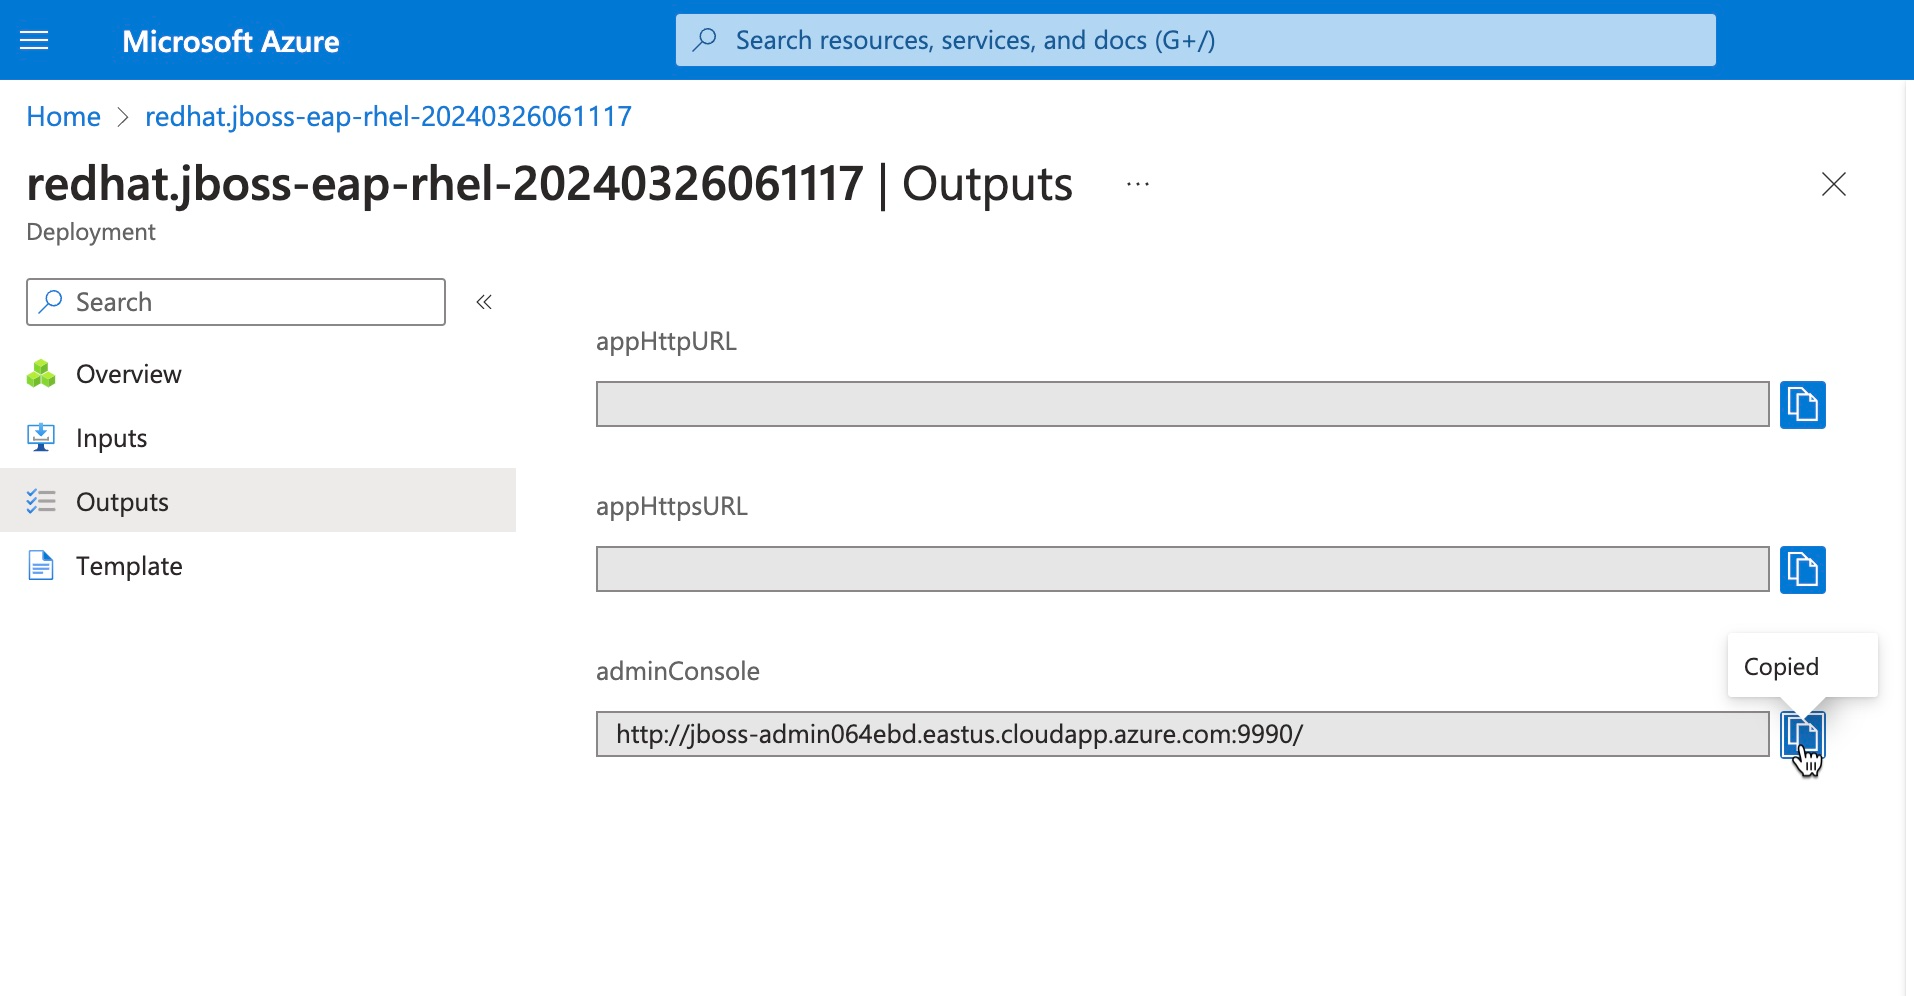 Microsoft Azure
Search resources, services, and docs (G+/)
Home > redhat.jboss-eap-rhel-20240326061117
redhat.jboss-eap-rhel-20240326061117 | Outputs ...
Deployment
Search «
Overview
Inputs
Outputs
Template
appHttpURL
appHttpsURL
adminConsole
Copied
http://jboss-admin064ebd.eastus.cloudapp.azure.com:9990/